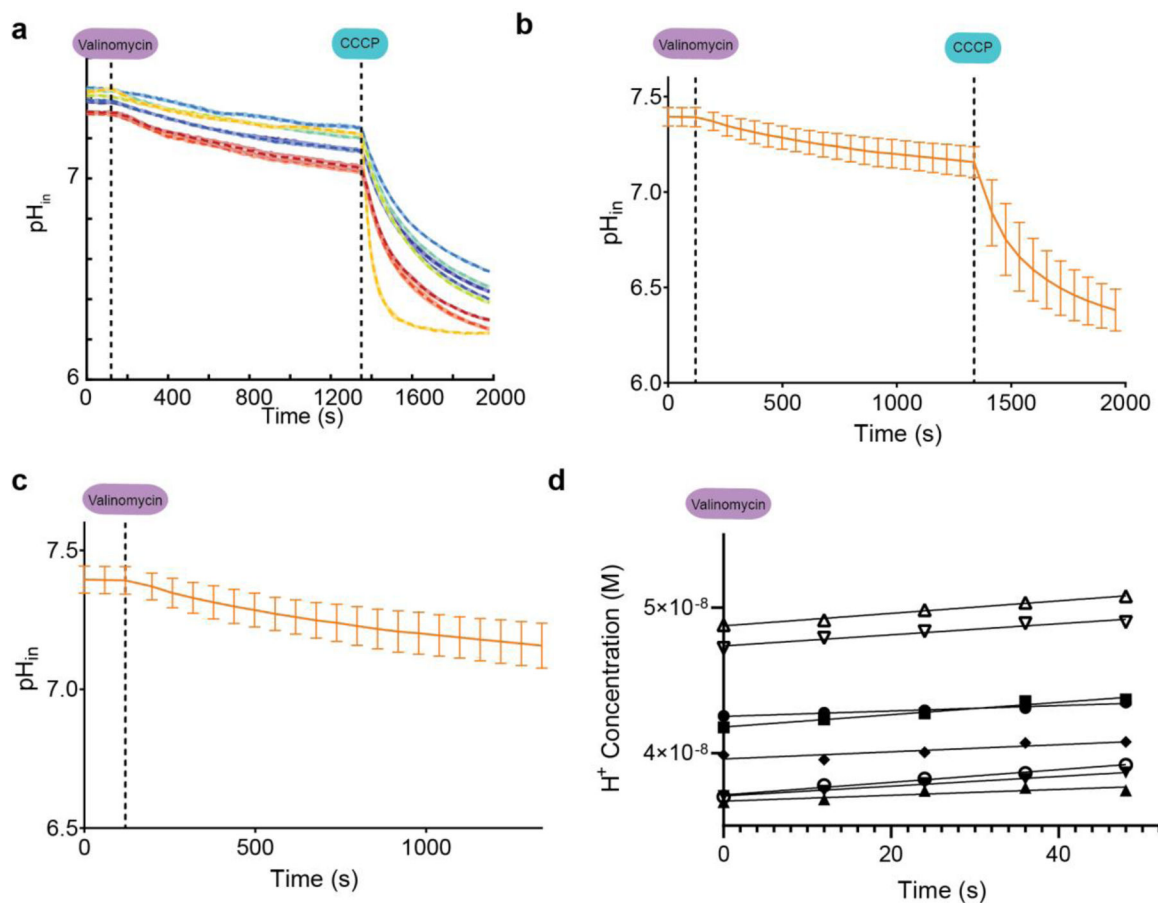 a
Valinomycin
CCCP
pHin
7
6
0
400
800
1200
1600
2000
Time (s)
b
Valinomycin
CCCP
pHin
7.5
7.0
6.5
6.0
0
500
1000
1500
2000
Time (s)
c
Valinomycin
pHin
7.5
7.0
6.5
0
500
1000
Time (s)
d
Valinomycin
H+ Concentration (M)
5×10-8
4×10-8
0
20
40
Time (s)